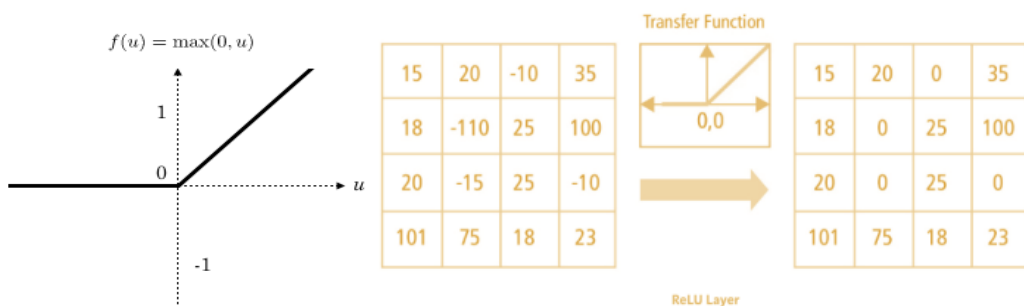 f(u) = max(0, u)
1
0
u
-1
15 20 -10 35
18 -110 25 100
20 -15 25 -10
101 75 18 23
Transfer Function
0,0
15 20 0 35
18 0 25 100
20 0 25 0
101 75 18 23
ReLU Layer